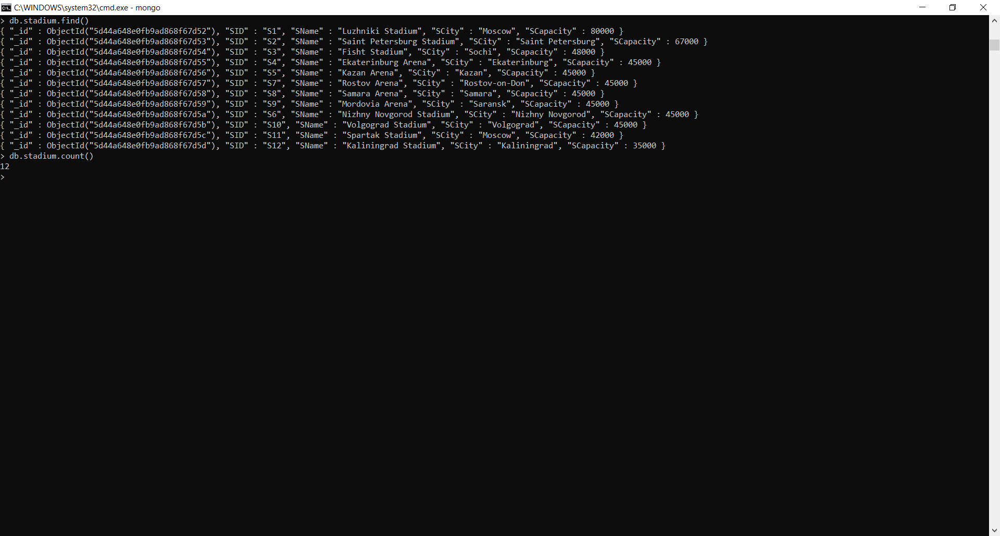 C:\WINDOWS\system32\cmd.exe - mongo
> db.stadium.find()
{ "_id" : ObjectId("5d44a648e0fb9ad868f67d52"), "SID" : "S1", "SName" : "Luzhniki Stadium", "SCity" : "Moscow", "SCapacity" : 80000 }
{ "_id" : ObjectId("5d44a648e0fb9ad868f67d53"), "SID" : "S2", "SName" : "Saint Petersburg Stadium", "SCity" : "Saint Petersburg", "SCapacity" : 67000 }
{ "_id" : ObjectId("5d44a648e0fb9ad868f67d54"), "SID" : "S3", "SName" : "Fisht Stadium", "SCity" : "Sochi", "SCapacity" : 48000 }
{ "_id" : ObjectId("5d44a648e0fb9ad868f67d55"), "SID" : "S4", "SName" : "Ekaterinburg Arena", "SCity" : "Ekaterinburg", "SCapacity" : 45000 }
{ "_id" : ObjectId("5d44a648e0fb9ad868f67d56"), "SID" : "S5", "SName" : "Kazan Arena", "SCity" : "Kazan", "SCapacity" : 45000 }
{ "_id" : ObjectId("5d44a648e0fb9ad868f67d57"), "SID" : "S7", "SName" : "Rostov Arena", "SCity" : "Rostov-on-Don", "SCapacity" : 45000 }
{ "_id" : ObjectId("5d44a648e0fb9ad868f67d58"), "SID" : "S8", "SName" : "Samara Arena", "SCity" : "Samara", "SCapacity" : 45000 }
{ "_id" : ObjectId("5d44a648e0fb9ad868f67d59"), "SID" : "S9", "SName" : "Mordovia Arena", "SCity" : "Saransk", "SCapacity" : 45000 }
{ "_id" : ObjectId("5d44a648e0fb9ad868f67d5a"), "SID" : "S6", "SName" : "Nizhny Novgorod Stadium", "SCity" : "Nizhny Novgorod", "SCapacity" : 45000 }
{ "_id" : ObjectId("5d44a648e0fb9ad868f67d5b"), "SID" : "S10", "SName" : "Volgograd Stadium", "SCity" : "Volgograd", "SCapacity" : 45000 }
{ "_id" : ObjectId("5d44a648e0fb9ad868f67d5c"), "SID" : "S11", "SName" : "Spartak Stadium", "SCity" : "Moscow", "SCapacity" : 42000 }
{ "_id" : ObjectId("5d44a648e0fb9ad868f67d5d"), "SID" : "S12", "SName" : "Kaliningrad Stadium", "SCity" : "Kaliningrad", "SCapacity" : 35000 }
> db.stadium.count()
12
>